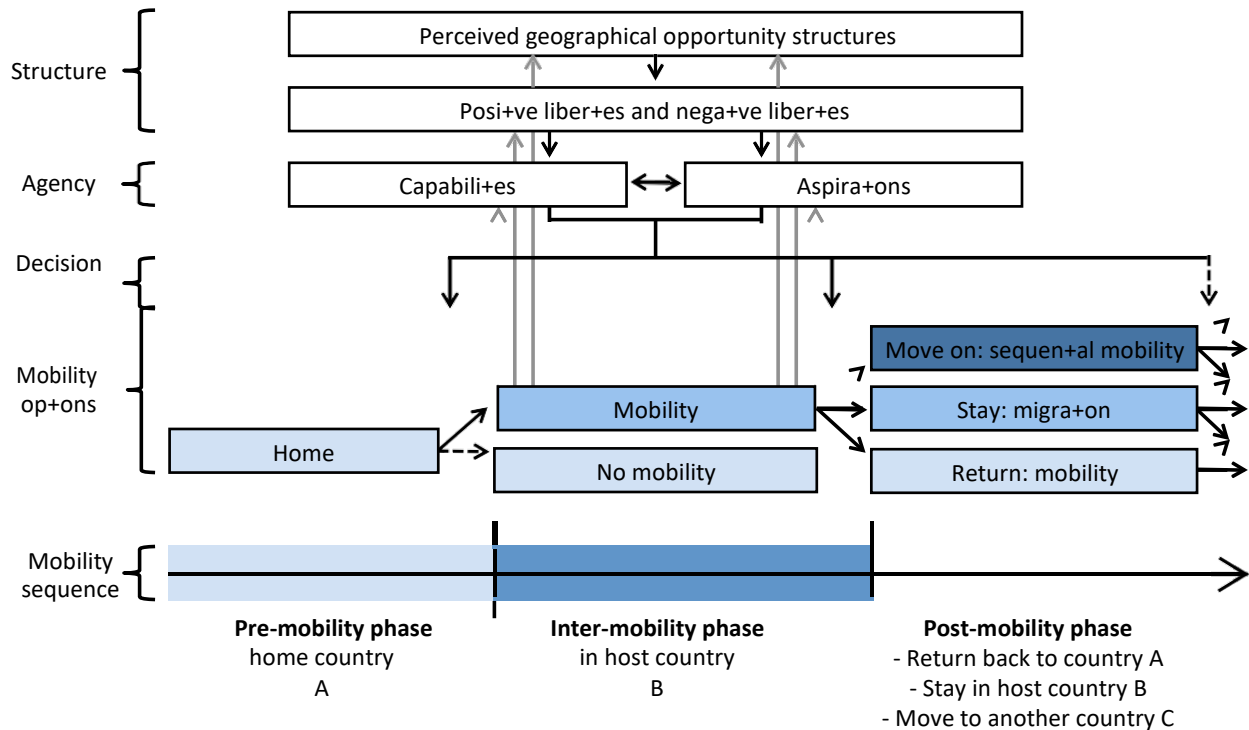 Perceived geographical opportunity structures
Structure
Posi+ve liber+es and nega+ve liber+es
Agency
Capabili+es
Aspira+ons
Decision
Mobility
op+ons
Move on: sequen+al mobility
Mobility
Stay: migra+on
Home
No mobility
Return: mobility
Mobility
sequence
Pre-mobility phase
home country
A
Inter-mobility phase
in host country
B
Post-mobility phase
- Return back to country A
- Stay in host country B
- Move to another country C